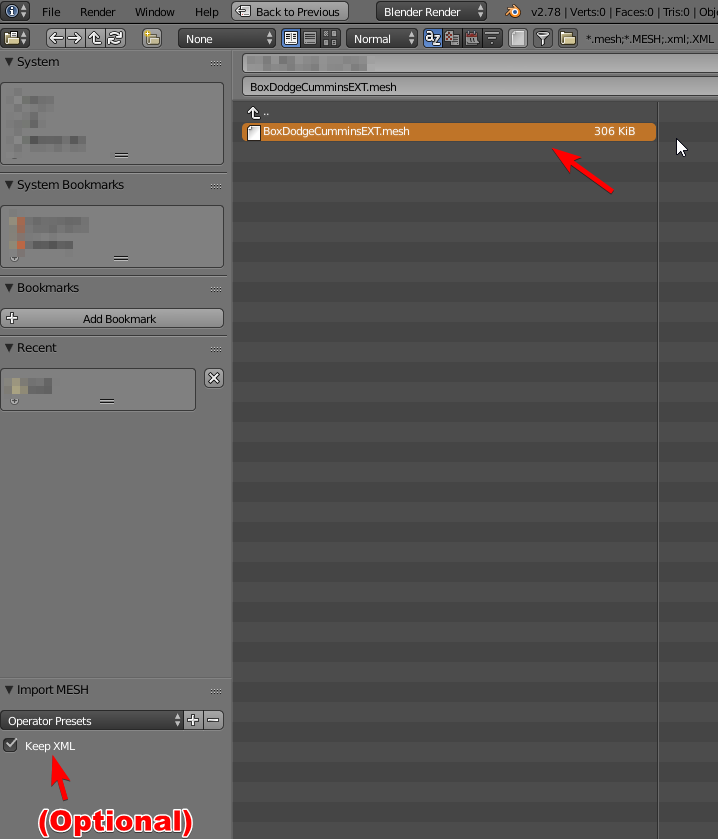 File Render Window Help Back to Previous Blender Render v2.78 | Verts:0 | Faces:0 | Tris:0 | Obj
None Normal *.mesh;*.MESH;.xml;.XML
System
BoxDodgeCumminsEXT.mesh
..
BoxDodgeCumminsEXT.mesh 306 KiB
System Bookmarks
Bookmarks
Add Bookmark
Recent
Import MESH
Operator Presets
Keep XML
(Optional)